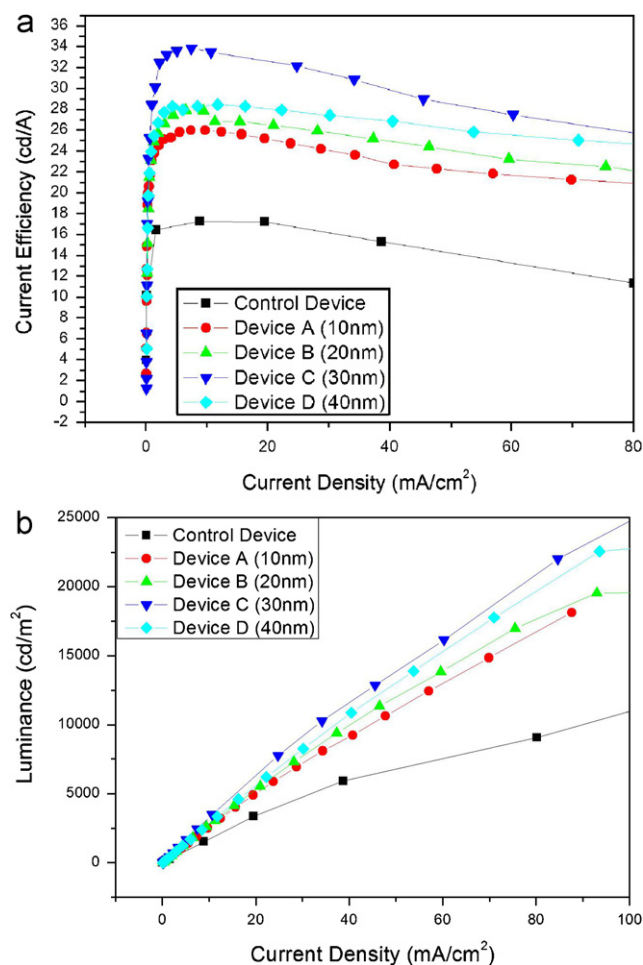 a
Current Efficiency (cd/A)
36
34
32
30
28
26
24
22
20
18
16
14
12
10
8
6
4
2
0
-2
Control Device
Device A (10nm)
Device B (20nm)
Device C (30nm)
Device D (40nm)
0 20 40 60 80
Current Density (mA/cm²)
b
Luminance (cd/m²)
25000
20000
15000
10000
5000
0
Control Device
Device A (10nm)
Device B (20nm)
Device C (30nm)
Device D (40nm)
0 20 40 60 80 100
Current Density (mA/cm²)